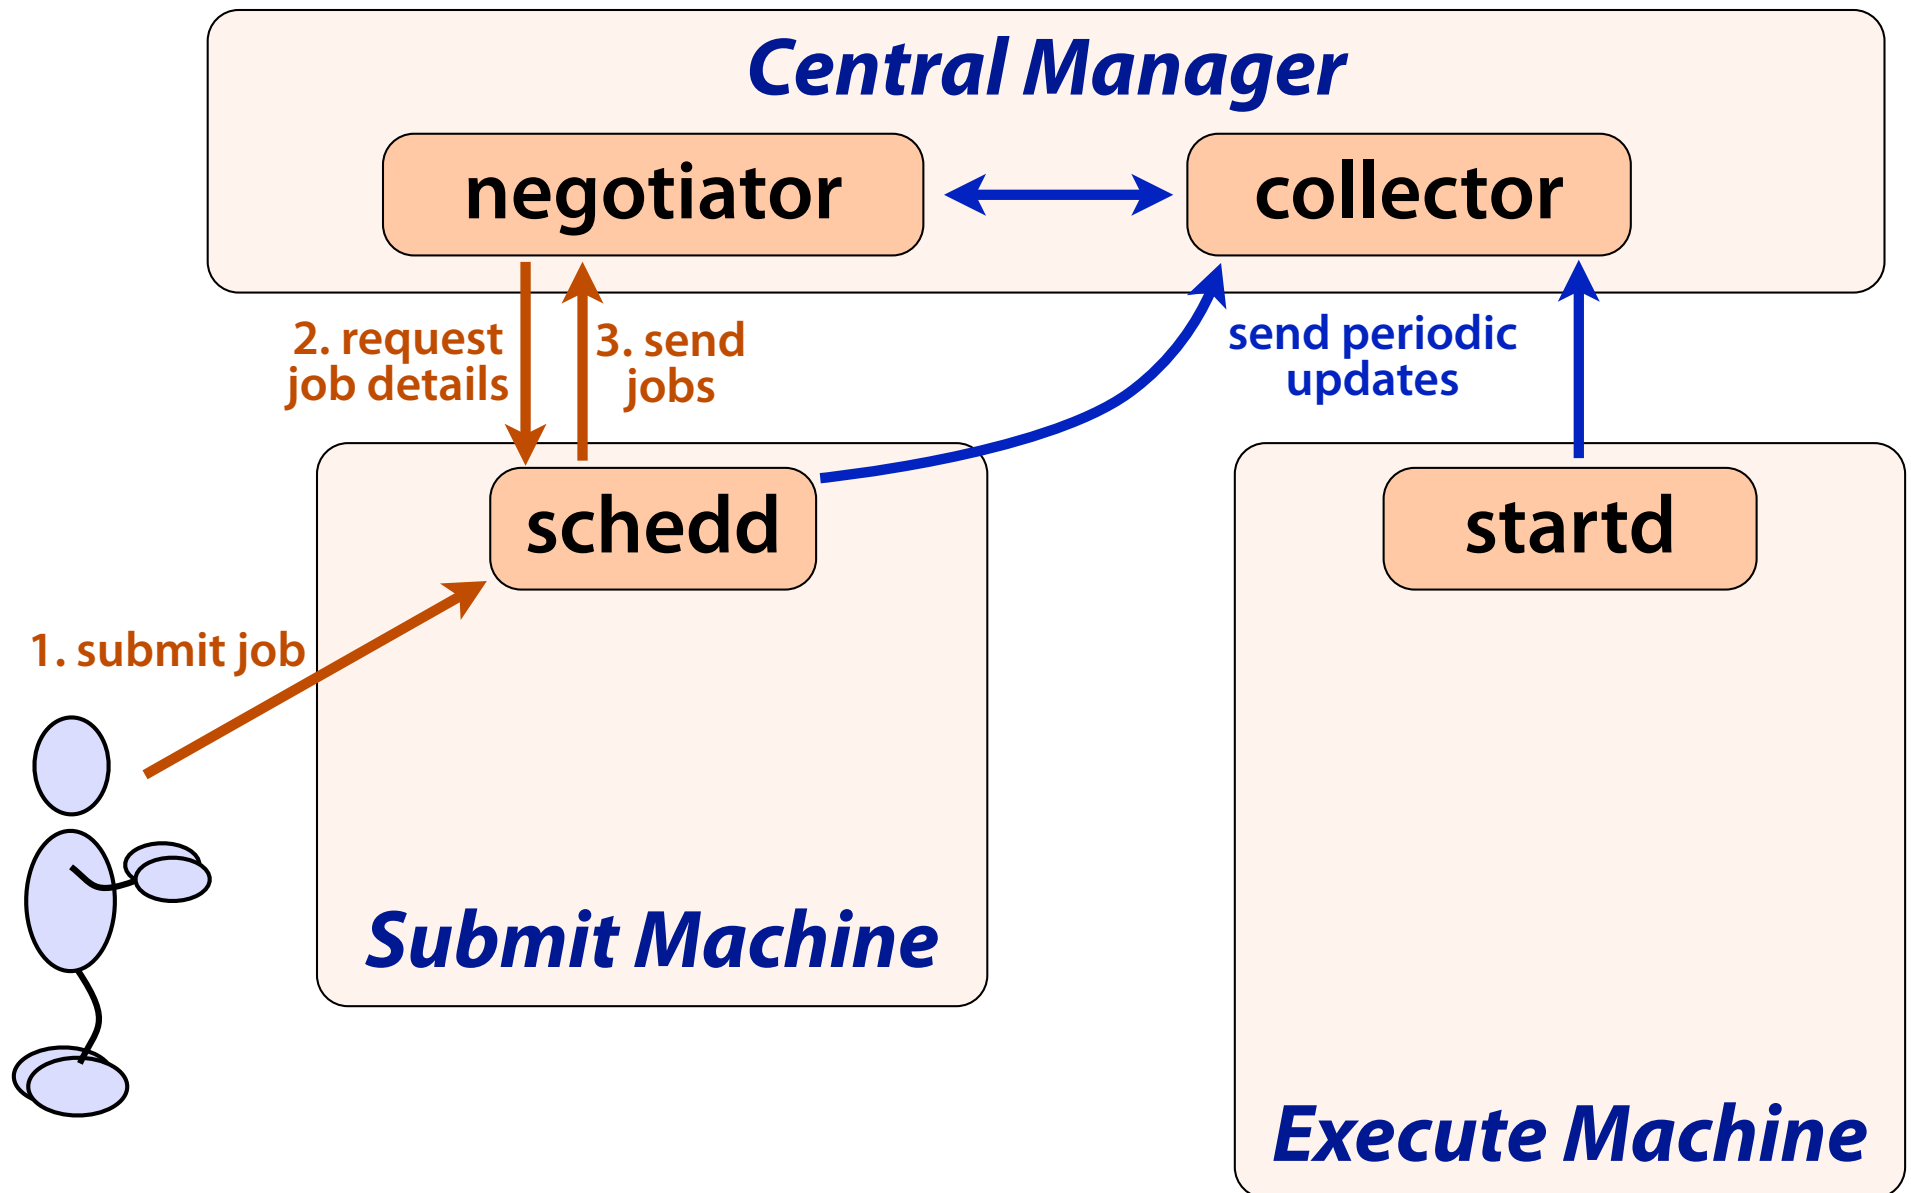 Central Manager
negotiator
collector
2. request
job details
3. send
jobs
send periodic
updates
schedd
startd
1. submit job
Submit Machine
Execute Machine